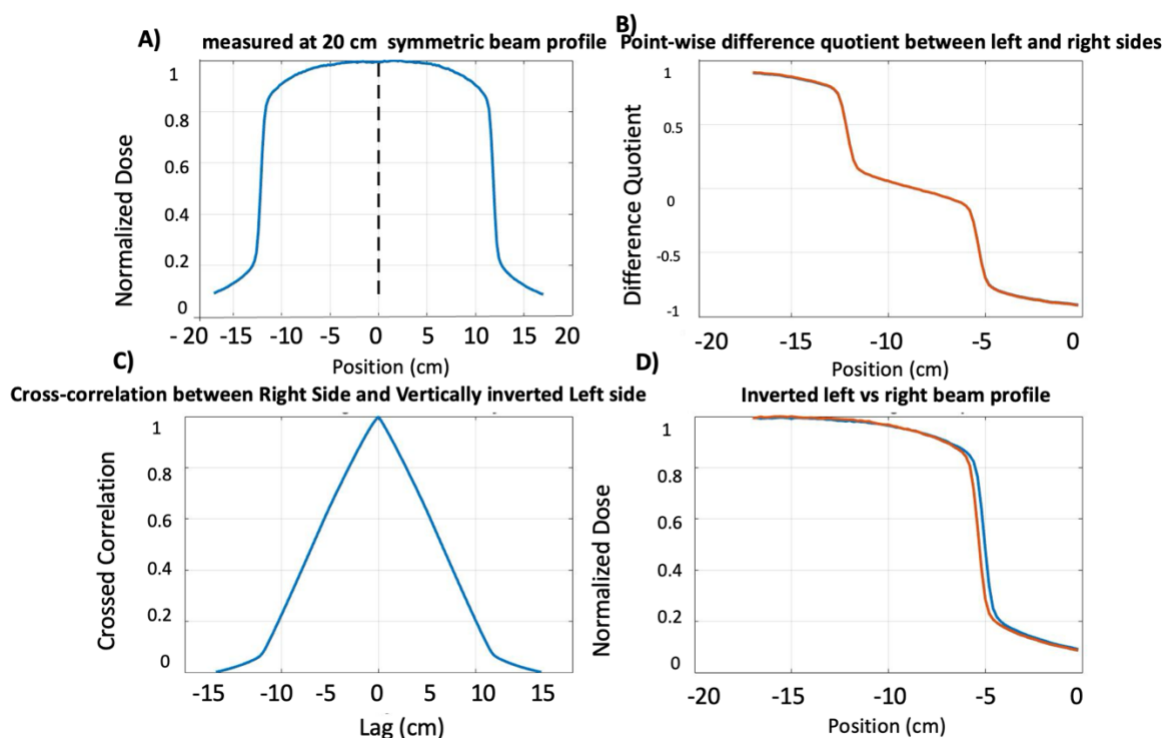 A) measured at 20 cm symmetric beam profile
Normalized Dose
1
0.8
0.6
0.4
0.2
0
- 20 -15 -10 -5 0 5 10 15 20
Position (cm)
B) Point-wise difference quotient between left and right sides
Difference Quotient
1
0.5
0
-0.5
-1
-20 -15 -10 -5 0
Position (cm)
C) Cross-correlation between Right Side and Vertically inverted Left side
Crossed Correlation
1
0.8
0.6
0.4
0.2
0
-15 -10 -5 0 5 10 15
Lag (cm)
D) Inverted left vs right beam profile
Normalized Dose
1
0.8
0.6
0.4
0.2
0
-20 -15 -10 -5 0
Position (cm)